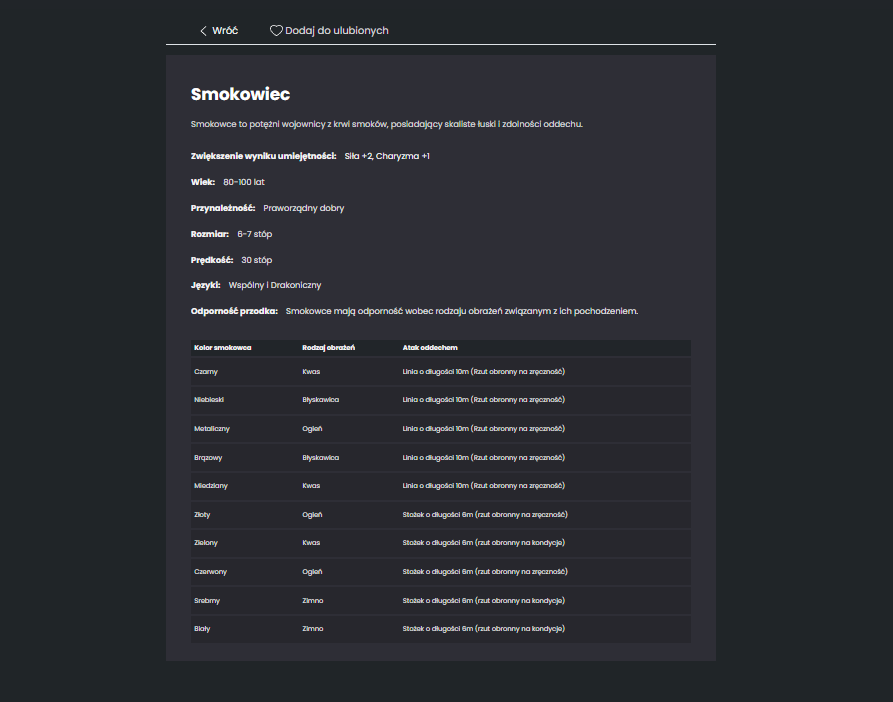 Wróć Dodaj do ulubionych
Smokowiec
Smokowce to potężni wojownicy z krwi smoków, posiadający skaliste łuski i zdolności oddechu.
Zwiększenie wyniku umiejętności: Siła +2, Charyzma +1
Wiek: 80-100 lat
Przynależność: Praworządny dobry
Rozmiar: 6-7 stóp
Prędkość: 30 stóp
Języki: Wspólny i Drakoniczny
Odporność przodka: Smokowce mają odporność wobec rodzaju obrażeń związanym z ich pochodzeniem.
Kolor smokowca Rodzaj obrażeń Atak oddechem
Czarny Kwas Linia o długości 10m (Rzut obronny na zręczność)
Niebieski Błyskawica Linia o długości 10m (Rzut obronny na zręczność)
Metaliczny Ogień Linia o długości 10m (Rzut obronny na zręczność)
Brązowy Błyskawica Linia o długości 10m (Rzut obronny na zręczność)
Miedziany Kwas Linia o długości 10m (Rzut obronny na zręczność)
Złoty Ogień Stożek o długości 6m (rzut obronny na zręczność)
Zielony Kwas Stożek o długości 6m (rzut obronny na kondycje)
Czerwony Ogień Stożek o długości 6m (rzut obronny na zręczność)
Srebrny Zimno Stożek o długości 6m (rzut obronny na kondycje)
Biały Zimno Stożek o długości 6m (rzut obronny na kondycje)